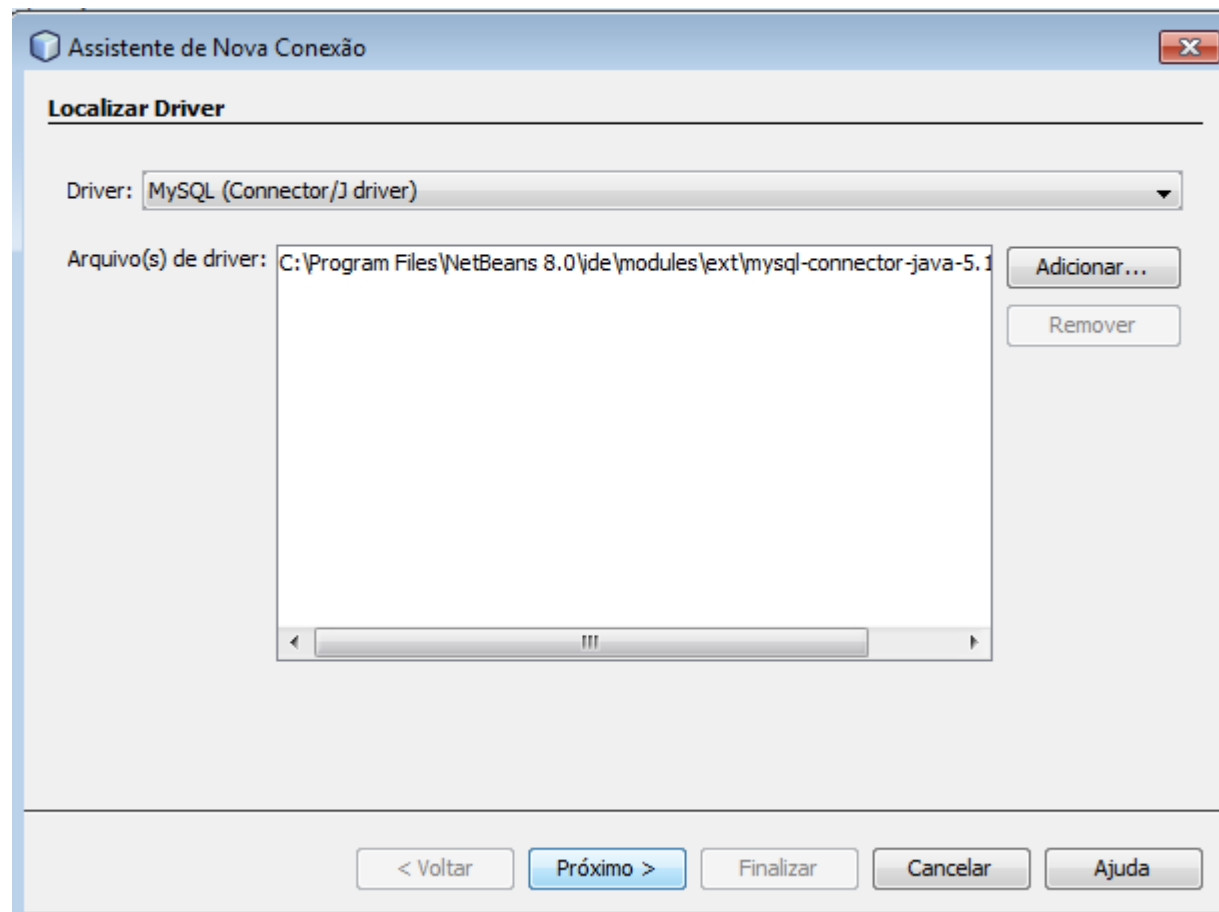 Assistente de Nova Conexão
Localizar Driver
Driver: MySQL (Connector/J driver)
Arquivo(s) de driver: C:\Program Files\NetBeans 8.0\ide\modules\ext\mysql-connector-java-5.1 Adicionar...
Remover
< Voltar Próximo > Finalizar Cancelar Ajuda